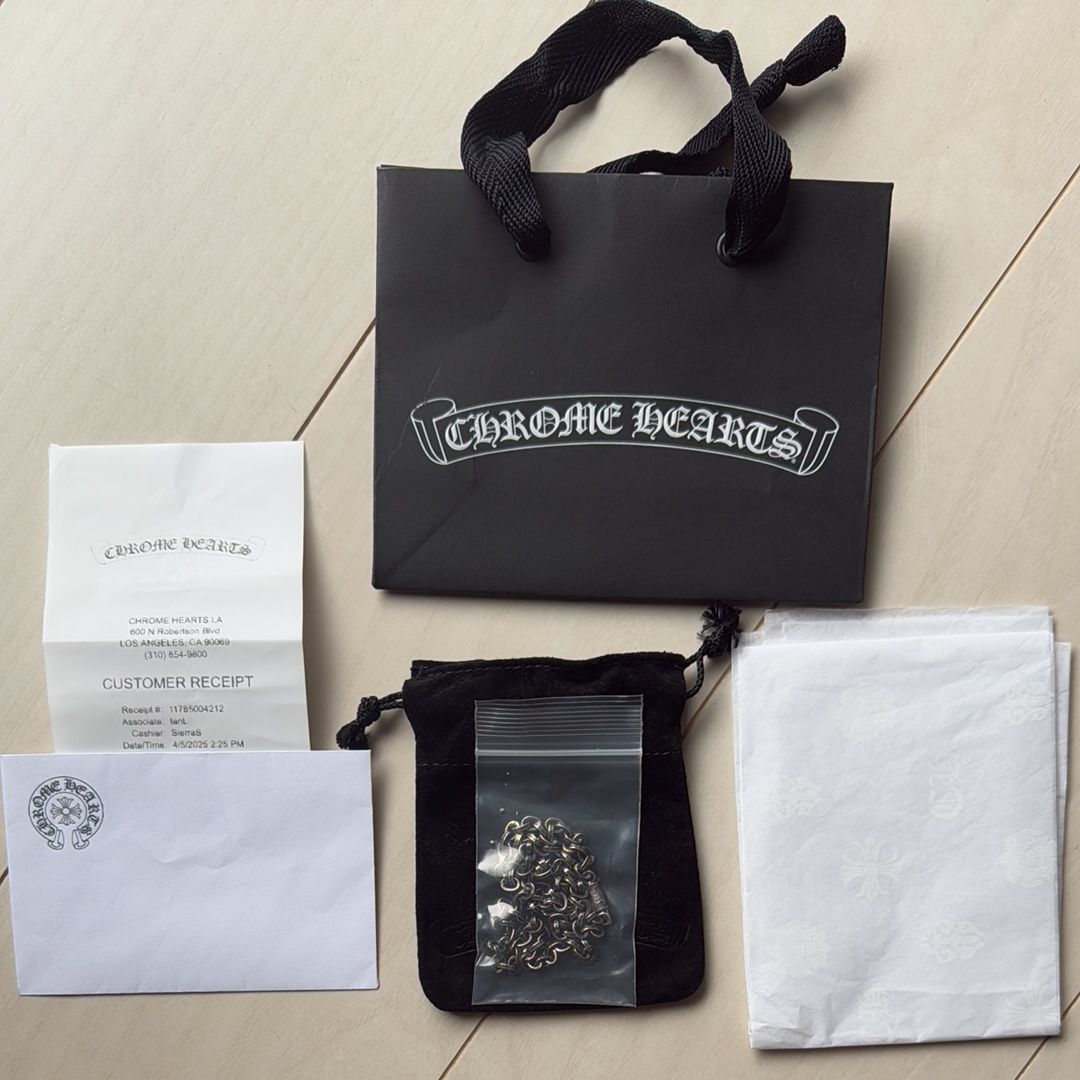 CHROME HEARTS
CHROME HEARTS
CHROME HEARTS LA
600 N Robertson Blvd
LOS ANGELES, CA 90069
(310) 854-9800
CUSTOMER RECEIPT
Receipt #: 11785004212
Associate: IanL
Cashier: SierraS
Date/Time: 4/5/2025 2:25 PM
CHROME HEARTS